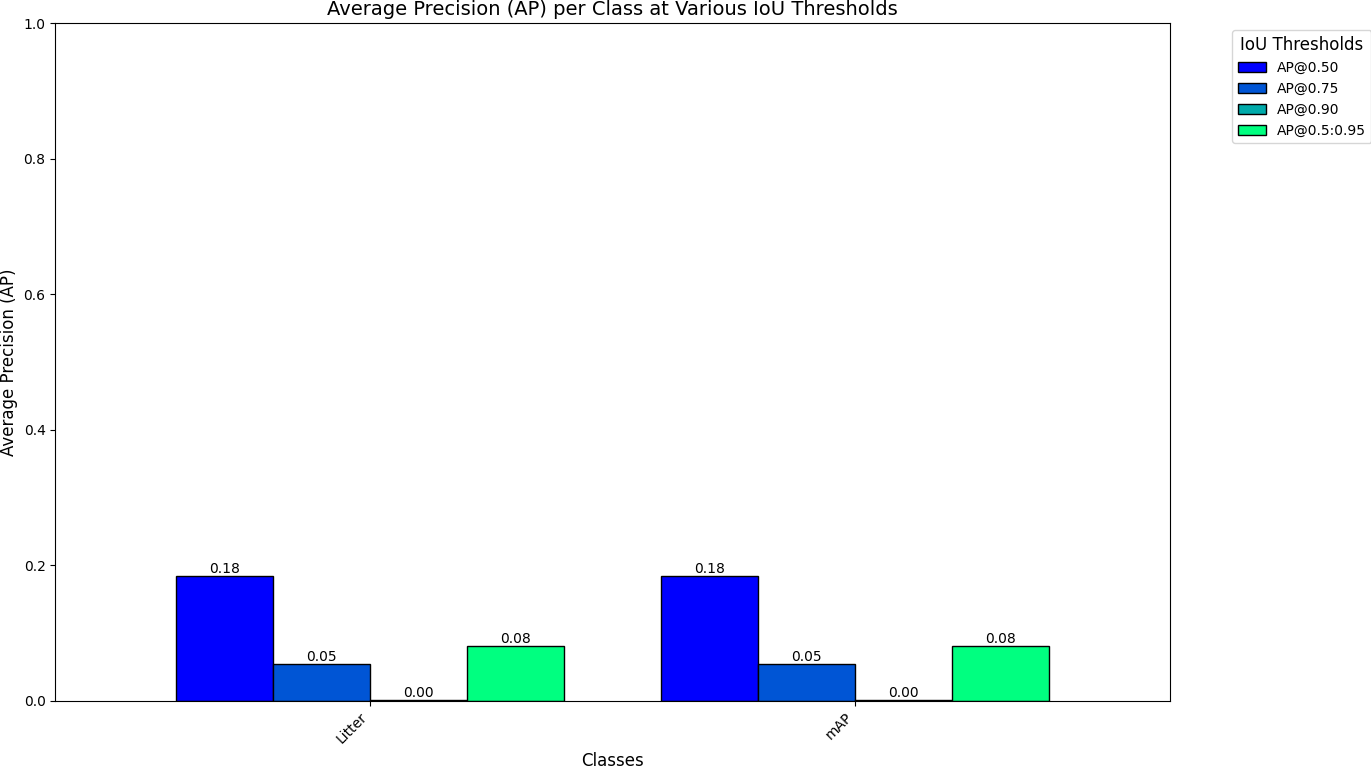 Average Precision (AP) per Class at Various IoU Thresholds
IoU Thresholds
AP@0.50
AP@0.75
AP@0.90
AP@0.5:0.95
Average Precision (AP)
1.0
0.8
0.6
0.4
0.2
0.0
0.18
0.05
0.00
0.08
0.18
0.05
0.00
0.08
Litter
mAP
Classes